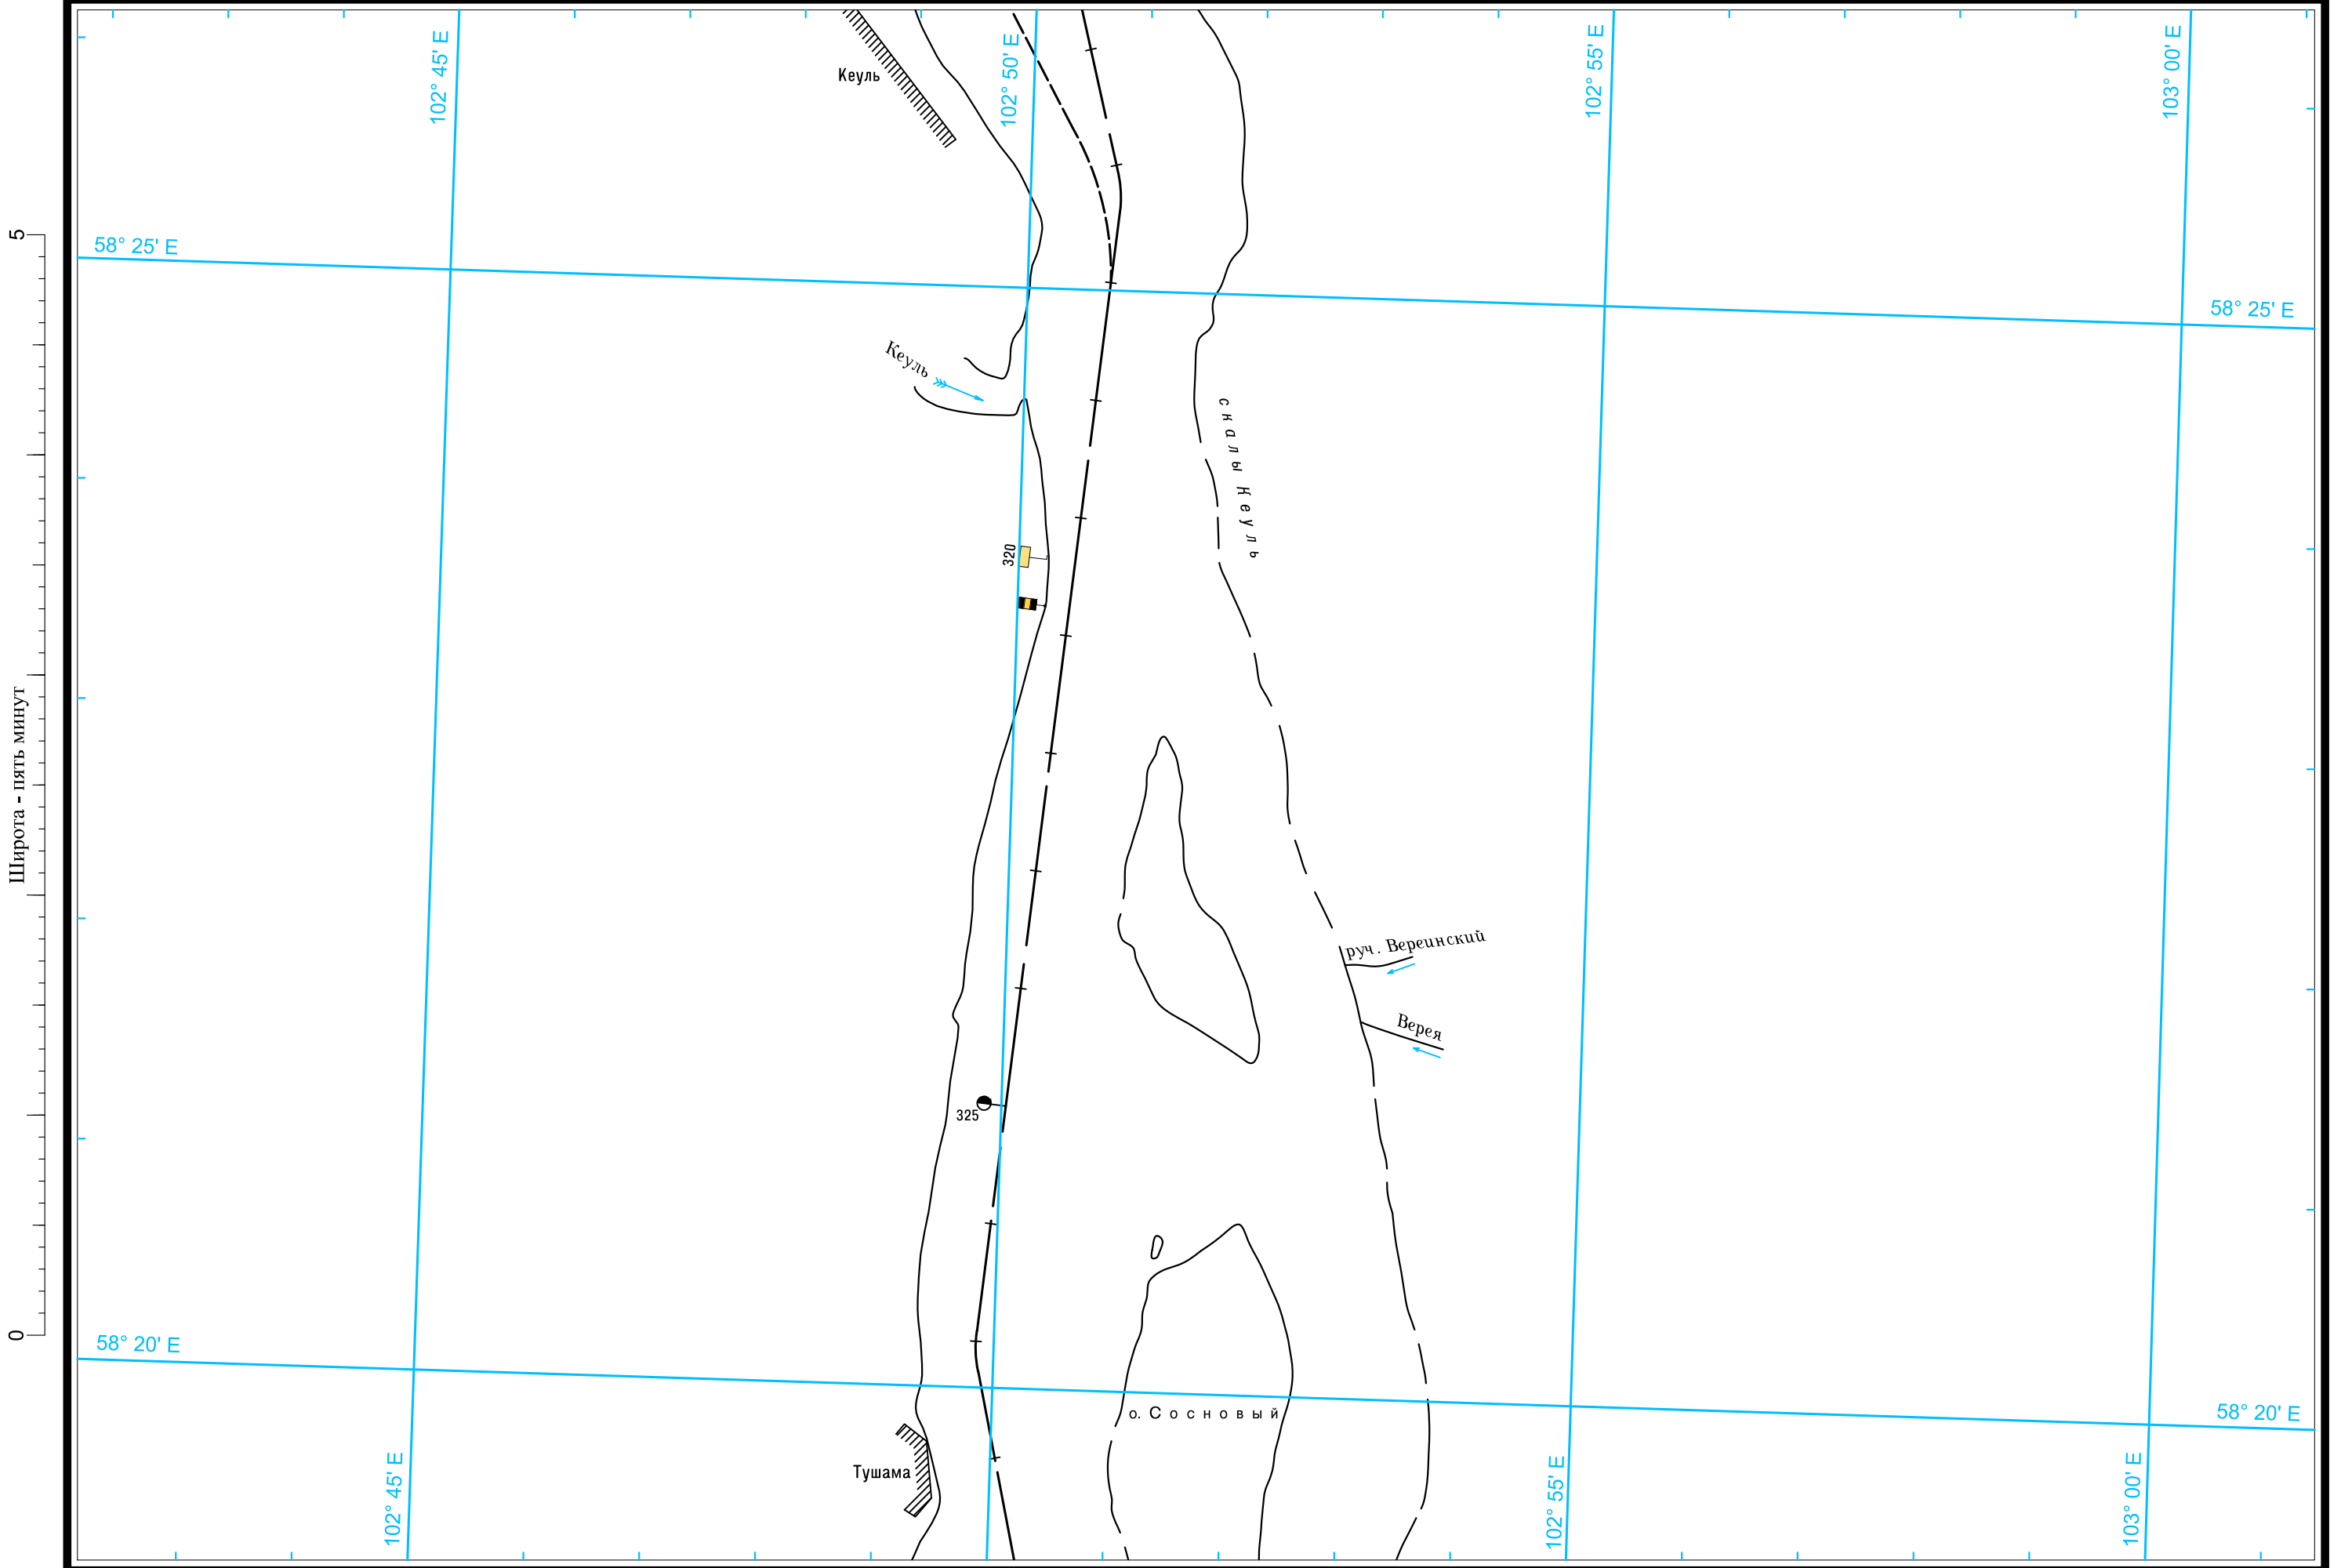 102° 45' E
102° 50' E
102° 55' E
103° 00' E
Кеуль
5
58° 25' E
58° 25' E
Кеуль
скалы Кеуль
320
Широта - пять минут
руч. Вереинский
Верея
325
0
58° 20' E
о. Сосновый
58° 20' E
Тушама
102° 45' E
102° 55' E
103° 00' E